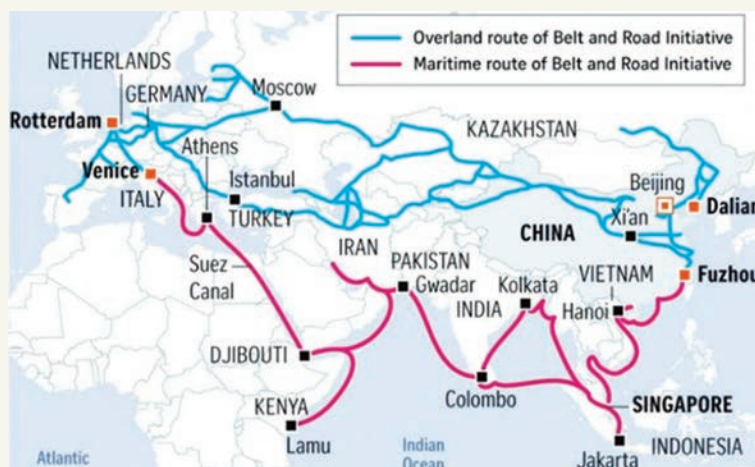 Overland route of Belt and Road Initiative
Maritime route of Belt and Road Initiative
NETHERLANDS
GERMANY
Moscow
Rotterdam
KAZAKHSTAN
Athens
Venice
Istanbul
Beijing
ITALY
TURKEY
Dalian
Xi'an
CHINA
IRAN
Suez
Canal
PAKISTAN
Gwadar
Kolkata
VIETNAM
Fuzhou
INDIA
Hanoi
DJIBOUTI
KENYA
Lamu
Colombo
SINGAPORE
Jakarta
INDONESIA
Atlantic
Indian
Ocean